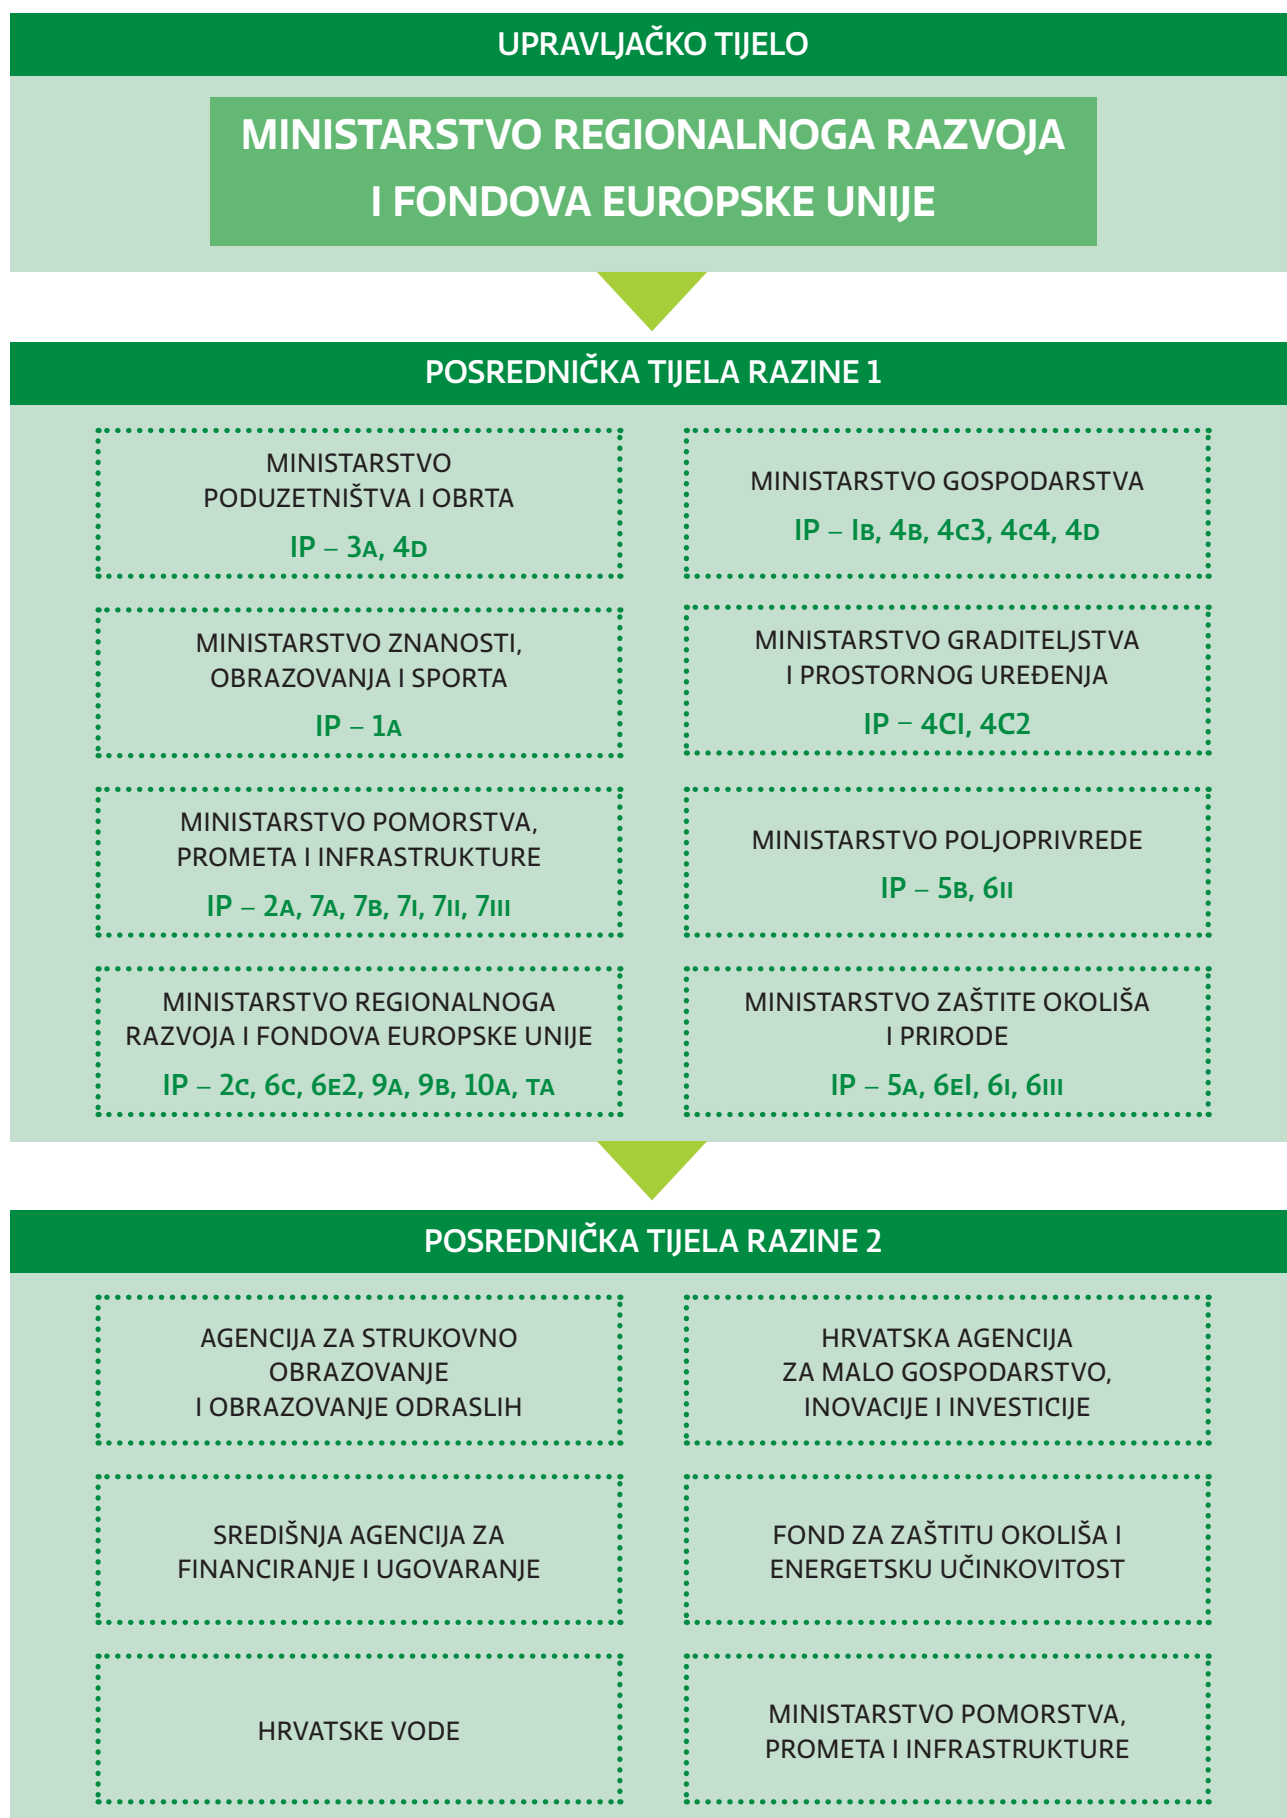 UPRAVLJAČKO TIJELO
MINISTARSTVO REGIONALNOGA RAZVOJA
I FONDOVA EUROPSKE UNIJE
POSREDNIČKA TIJELA RAZINE 1
MINISTARSTVO
PODUZETNIŠTVA I OBRTA
IP – 3A, 4D
MINISTARSTVO GOSPODARSTVA
IP – IB, 4B, 4C3, 4C4, 4D
MINISTARSTVO ZNANOSTI,
OBRAZOVANJA I SPORTA
IP – 1A
MINISTARSTVO GRADITELJSTVA
I PROSTORNOG UREĐENJA
IP – 4CI, 4C2
MINISTARSTVO POMORSTVA,
PROMETA I INFRASTRUKTURE
IP – 2A, 7A, 7B, 7I, 7II, 7III
MINISTARSTVO POLJOPRIVREDE
IP – 5B, 6II
MINISTARSTVO REGIONALNOGA
RAZVOJA I FONDOVA EUROPSKE UNIJE
IP – 2C, 6C, 6E2, 9A, 9B, 10A, TA
MINISTARSTVO ZAŠTITE OKOLIŠA
I PRIRODE
IP – 5A, 6EI, 6I, 6III
POSREDNIČKA TIJELA RAZINE 2
AGENCIJA ZA STRUKOVNO
OBRAZOVANJE
I OBRAZOVANJE ODRASLIH
HRVATSKA AGENCIJA
ZA MALO GOSPODARSTVO,
INOVACIJE I INVESTICIJE
SREDIŠNJA AGENCIJA ZA
FINANCIRANJE I UGOVARANJE
FOND ZA ZAŠTITU OKOLIŠA I
ENERGETSKU UČINKOVITOST
HRVATSKE VODE
MINISTARSTVO POMORSTVA,
PROMETA I INFRASTRUKTURE